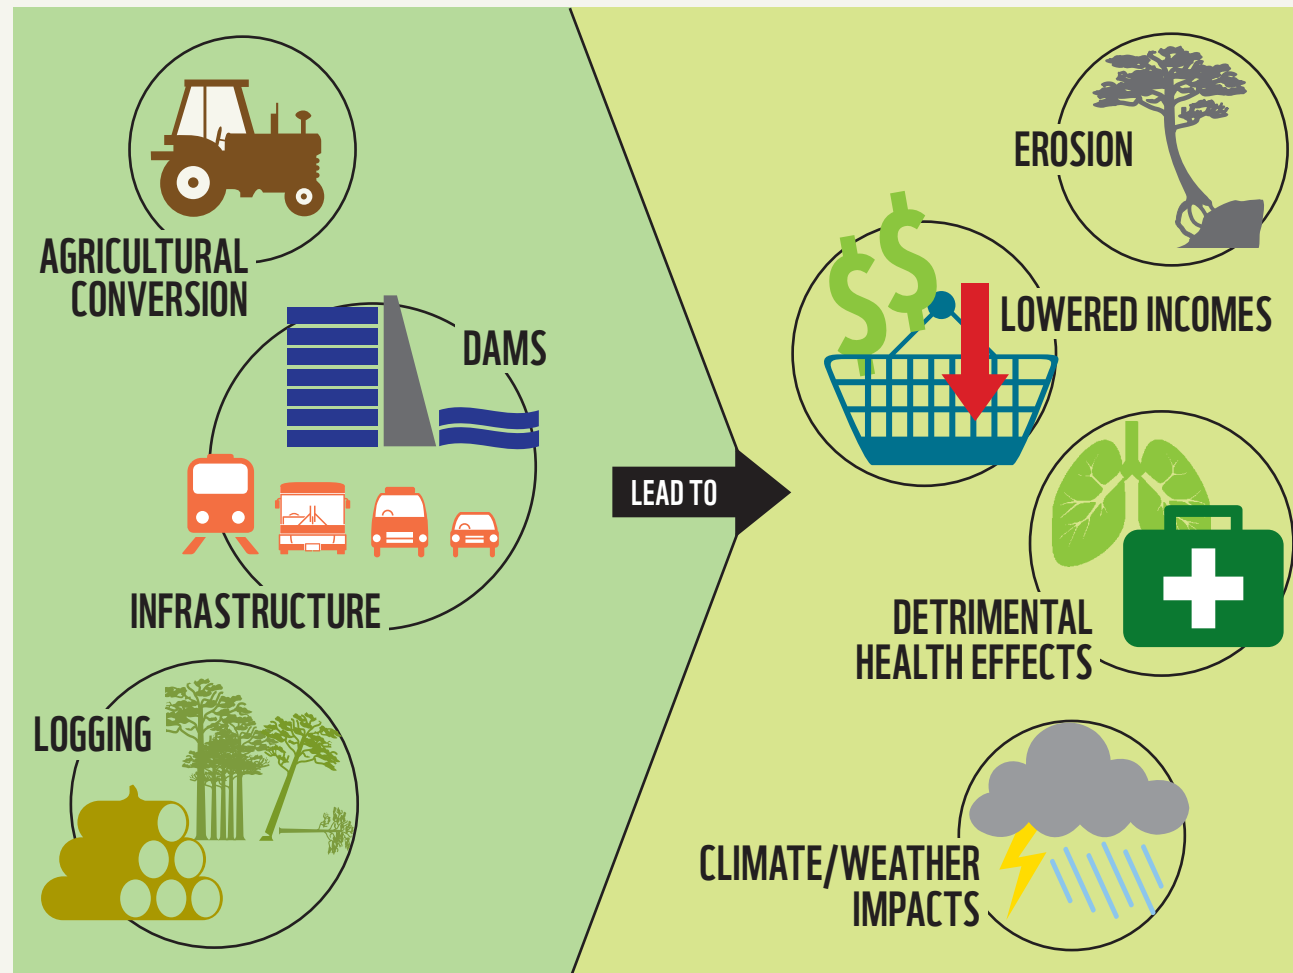 AGRICULTURAL
CONVERSION
DAMS
INFRASTRUCTURE
LOGGING
LEAD TO
EROSION
LOWERED INCOMES
DETRIMENTAL
HEALTH EFFECTS
CLIMATE/WEATHER
IMPACTS